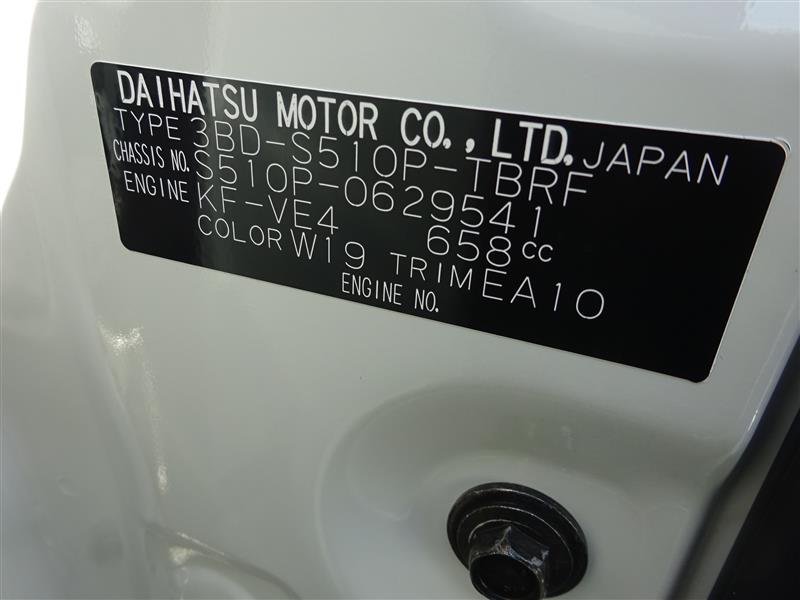 DAIHATSU MOTOR CO., LTD. JAPAN
TYPE 3BD-S510P-TBRF
CHASSIS NO. S510P-0629541
ENGINE KF-VE4 658cc
COLOR W19 TRIM EA10
ENGINE NO.